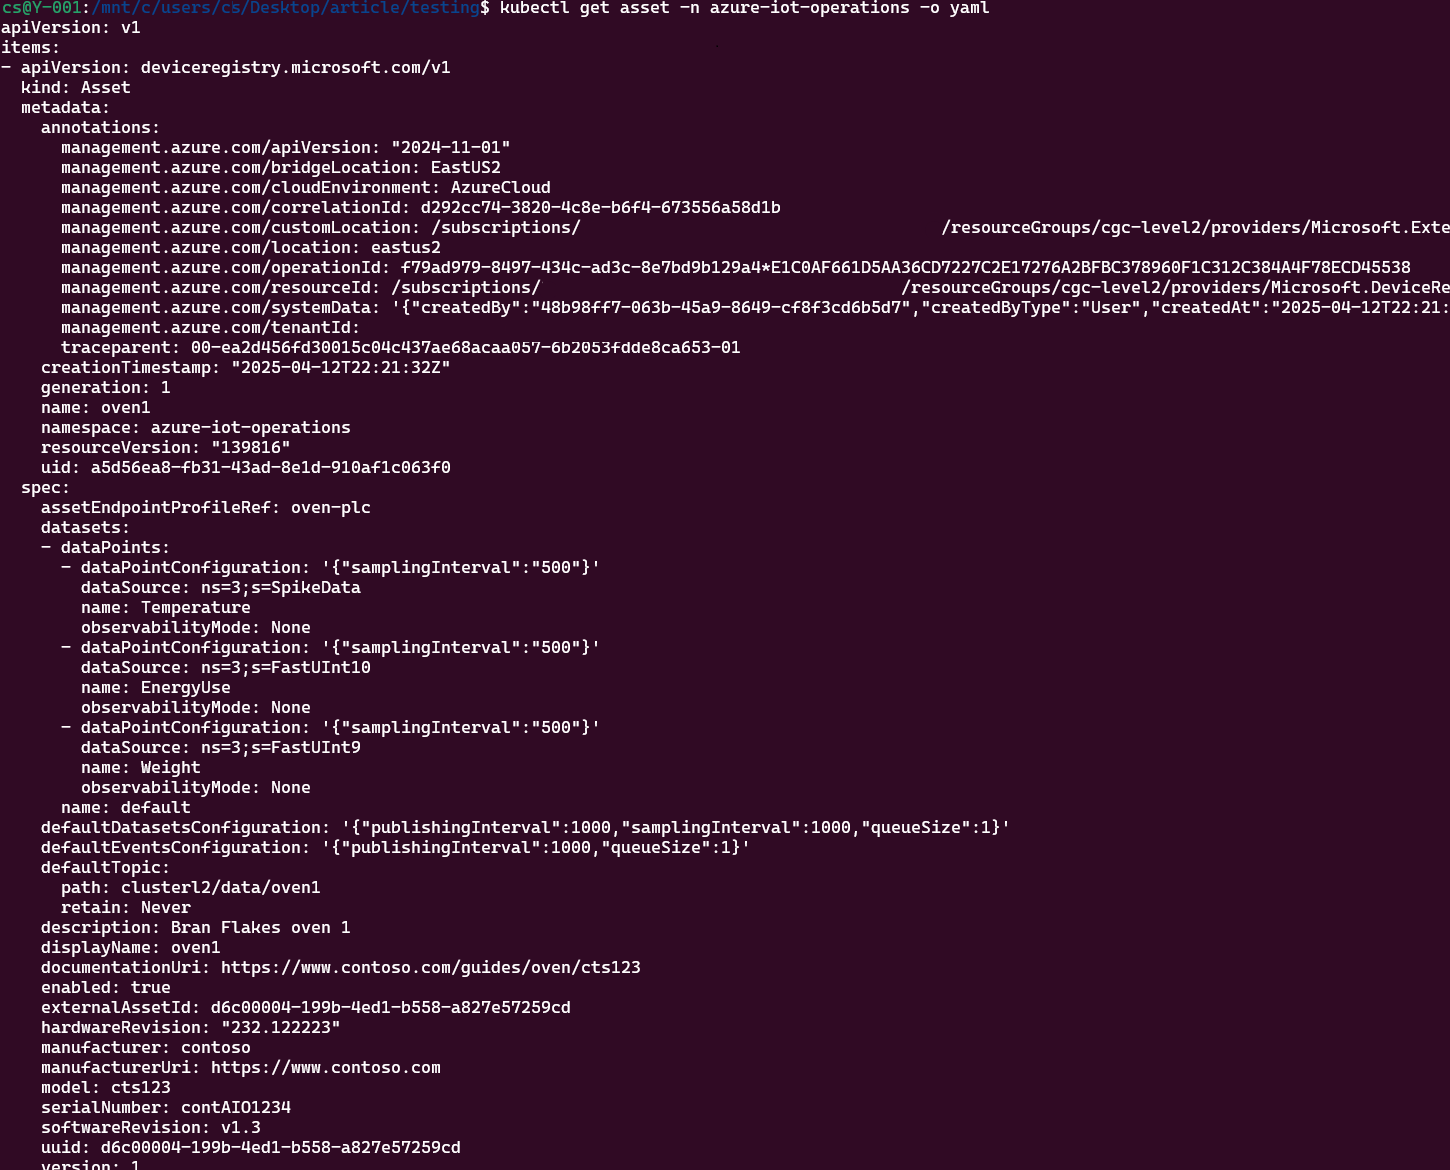 cs@Y-001:/mnt/c/users/cs/Desktop/article/testing$ kubectl get asset -n azure-iot-operations -o yaml
apiVersion: v1
items:
- apiVersion: deviceregistry.microsoft.com/v1
  kind: Asset
  metadata:
    annotations:
      management.azure.com/apiVersion: "2024-11-01"
      management.azure.com/bridgeLocation: EastUS2
      management.azure.com/cloudEnvironment: AzureCloud
      management.azure.com/correlationId: d292cc74-3820-4c8e-b6f4-673556a58d1b
      management.azure.com/customLocation: /subscriptions/ /resourceGroups/cgc-level2/providers/Microsoft.Exte
      management.azure.com/location: eastus2
      management.azure.com/operationId: f79ad979-8497-434c-ad3c-8e7bd9b129a4*E1C0AF661D5AA36CD7227C2E17276A2BFBC378960F1C312C384A4F78ECD45538
      management.azure.com/resourceId: /subscriptions/ /resourceGroups/cgc-level2/providers/Microsoft.DeviceRe
      management.azure.com/systemData: '{"createdBy":"48b98ff7-063b-45a9-8649-cf8f3cd6b5d7","createdByType":"User","createdAt":"2025-04-12T22:21:
      management.azure.com/tenantId:
      traceparent: 00-ea2d456fd30015c04c437ae68acaa057-6b2053fdde8ca653-01
    creationTimestamp: "2025-04-12T22:21:32Z"
    generation: 1
    name: oven1
    namespace: azure-iot-operations
    resourceVersion: "139816"
    uid: a5d56ea8-fb31-43ad-8e1d-910af1c063f0
  spec:
    assetEndpointProfileRef: oven-plc
    datasets:
    - dataPoints:
      - dataPointConfiguration: '{"samplingInterval":"500"}'
        dataSource: ns=3;s=SpikeData
        name: Temperature
        observabilityMode: None
      - dataPointConfiguration: '{"samplingInterval":"500"}'
        dataSource: ns=3;s=FastUInt10
        name: EnergyUse
        observabilityMode: None
      - dataPointConfiguration: '{"samplingInterval":"500"}'
        dataSource: ns=3;s=FastUInt9
        name: Weight
        observabilityMode: None
      name: default
    defaultDatasetsConfiguration: '{"publishingInterval":1000,"samplingInterval":1000,"queueSize":1}'
    defaultEventsConfiguration: '{"publishingInterval":1000,"queueSize":1}'
    defaultTopic:
      path: clusterl2/data/oven1
      retain: Never
    description: Bran Flakes oven 1
    displayName: oven1
    documentationUri: https://www.contoso.com/guides/oven/cts123
    enabled: true
    externalAssetId: d6c00004-199b-4ed1-b558-a827e57259cd
    hardwareRevision: "232.122223"
    manufacturer: contoso
    manufacturerUri: https://www.contoso.com
    model: cts123
    serialNumber: contAIO1234
    softwareRevision: v1.3
    uuid: d6c00004-199b-4ed1-b558-a827e57259cd
    version: 1